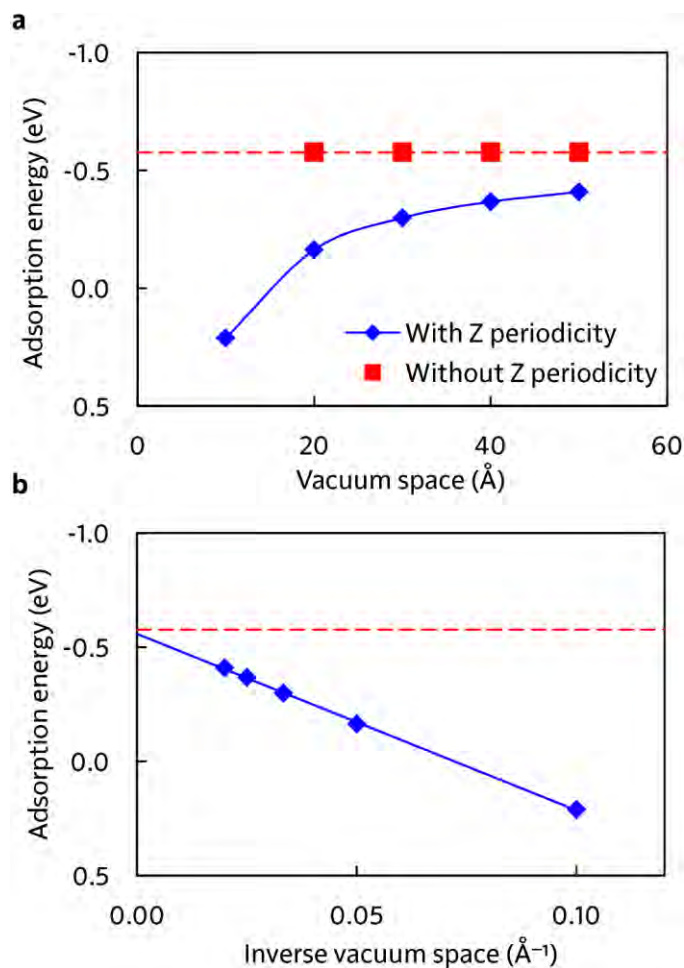 a
-1.0
-0.5
0.0
0.5
Adsorption energy (eV)
With Z periodicity
Without Z periodicity
0 20 40 60
Vacuum space (Å)
b
-1.0
-0.5
0.0
0.5
Adsorption energy (eV)
0.00 0.05 0.10
Inverse vacuum space (Å⁻¹)